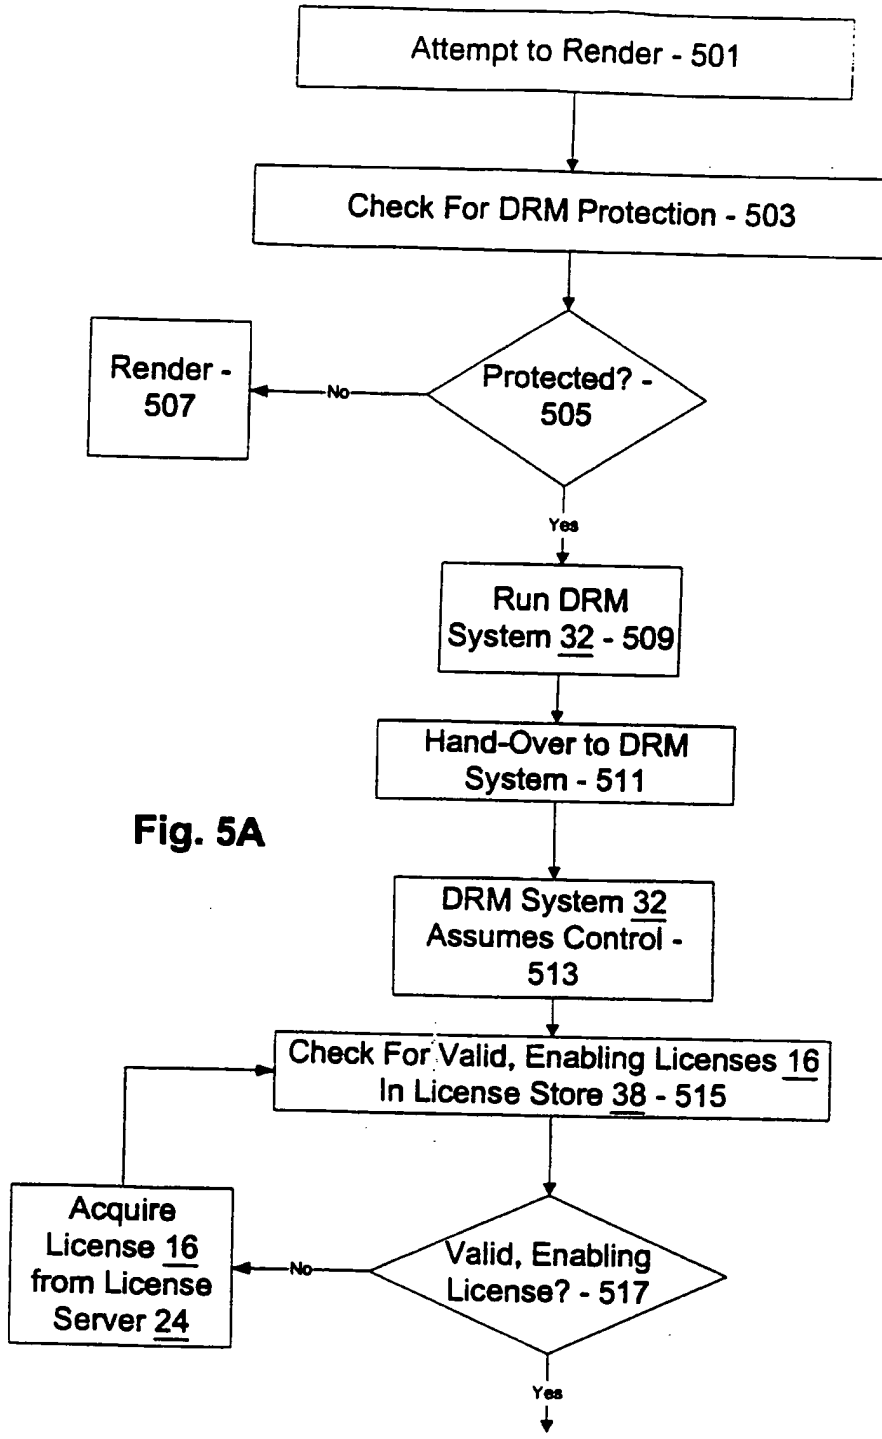 Attempt to Render - 501
Check For DRM Protection - 503
Protected? -
505
No
Render -
507
Yes
Run DRM
System 32 - 509
Hand-Over to DRM
System - 511
Fig. 5A
DRM System 32
Assumes Control -
513
Check For Valid, Enabling Licenses 16
In License Store 38 - 515
Valid, Enabling
License? - 517
No
Acquire
License 16
from License
Server 24
Yes